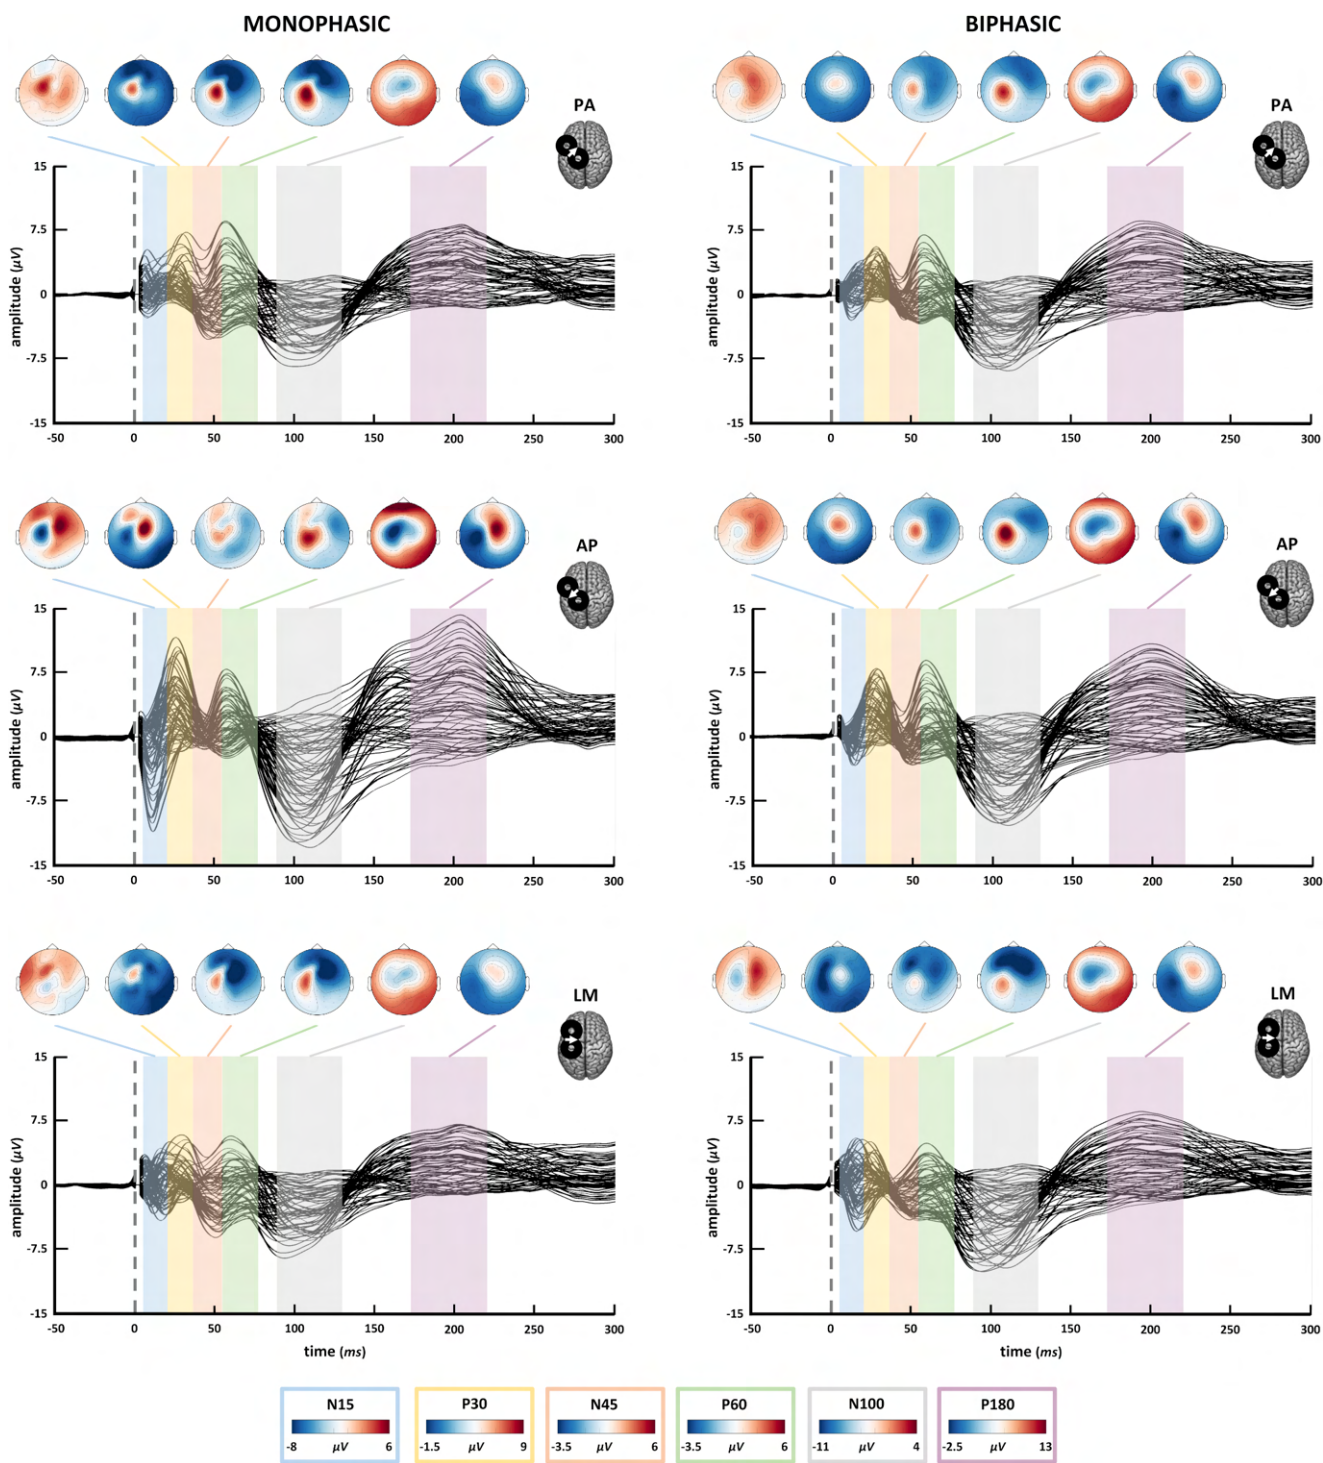 MONOPHASIC BIPHASIC
PA PA
15 15
7.5 7.5
0 0
-7.5 -7.5
-15 -15
amplitude (µV) amplitude (µV)
-50 0 50 100 150 200 250 300 -50 0 50 100 150 200 250 300
AP AP
15 15
7.5 7.5
0 0
-7.5 -7.5
-15 -15
amplitude (µV) amplitude (µV)
-50 0 50 100 150 200 250 300 -50 0 50 100 150 200 250 300
LM LM
15 15
7.5 7.5
0 0
-7.5 -7.5
-15 -15
amplitude (µV) amplitude (µV)
-50 0 50 100 150 200 250 300 -50 0 50 100 150 200 250 300
time (ms) time (ms)
N15 P30 N45 P60 N100 P180
-8 µV 6 -1.5 µV 9 -3.5 µV 6 -3.5 µV 6 -11 µV 4 -2.5 µV 13